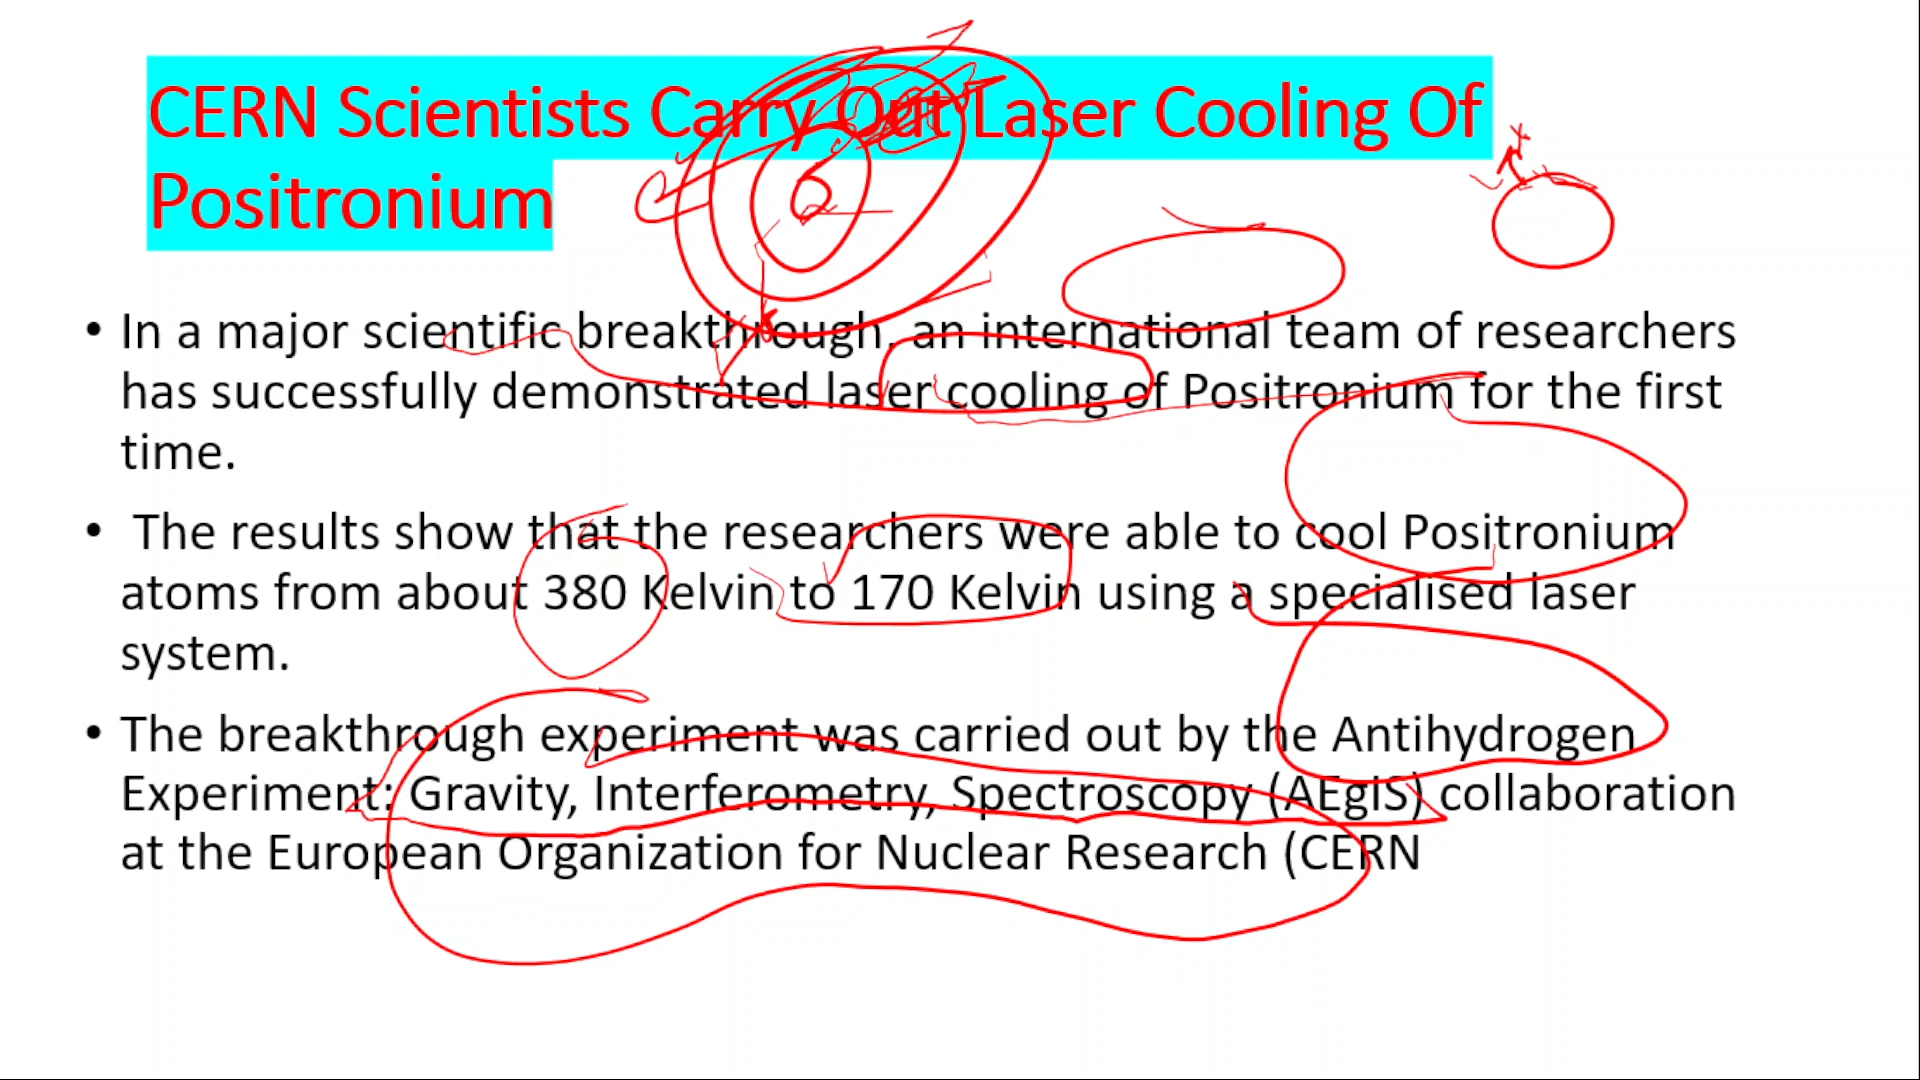 CERN Scientists Carry Out Laser Cooling Of
Positronium
• In a major scientific breakthrough, an international team of researchers
has successfully demonstrated laser cooling of Positronium for the first
time.
• The results show that the researchers were able to cool Positronium
atoms from about 380 Kelvin to 170 Kelvin using a specialised laser
system.
• The breakthrough experiment was carried out by the Antihydrogen
Experiment: Gravity, Interferometry, Spectroscopy (AEgIS) collaboration
at the European Organization for Nuclear Research (CERN